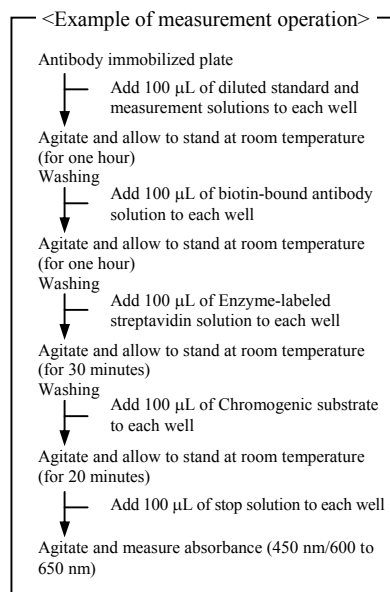 <Example of measurement operation>
Antibody immobilized plate
Add 100 µL of diluted standard and
measurement solutions to each well
Agitate and allow to stand at room temperature
(for one hour)
Washing
Add 100 µL of biotin-bound antibody
solution to each well
Agitate and allow to stand at room temperature
(for one hour)
Washing
Add 100 µL of Enzyme-labeled
streptavidin solution to each well
Agitate and allow to stand at room temperature
(for 30 minutes)
Washing
Add 100 µL of Chromogenic substrate
to each well
Agitate and allow to stand at room temperature
(for 20 minutes)
Add 100 µL of stop solution to each well
Agitate and measure absorbance (450 nm/600 to
650 nm)